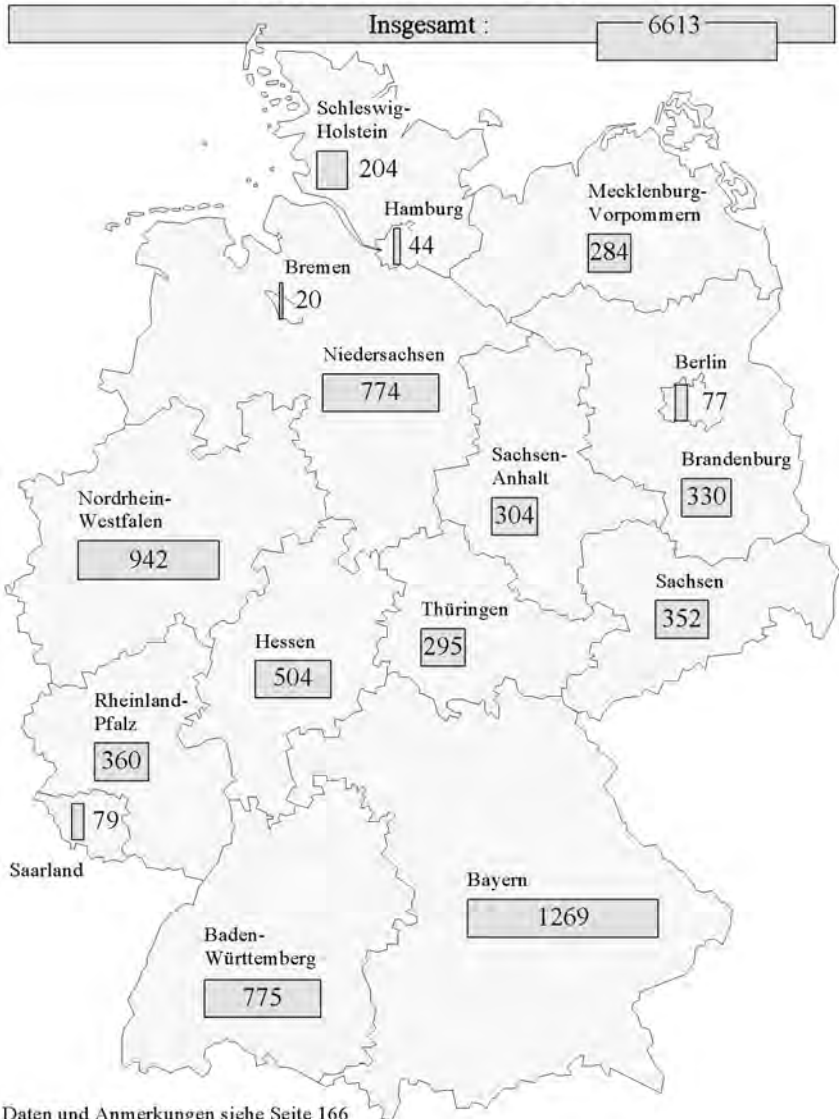 Insgesamt : 6613
Schleswig-
Holstein
204
Mecklenburg-
Vorpommern
284
Hamburg
44
Bremen
20
Niedersachsen
774
Berlin
77
Sachsen-
Anhalt
304
Brandenburg
330
Nordrhein-
Westfalen
942
Sachsen
352
Thüringen
295
Hessen
504
Rheinland-
Pfalz
360
79
Saarland
Bayern
1269
Baden-
Württemberg
775
Daten und Anmerkungen siehe Seite 166